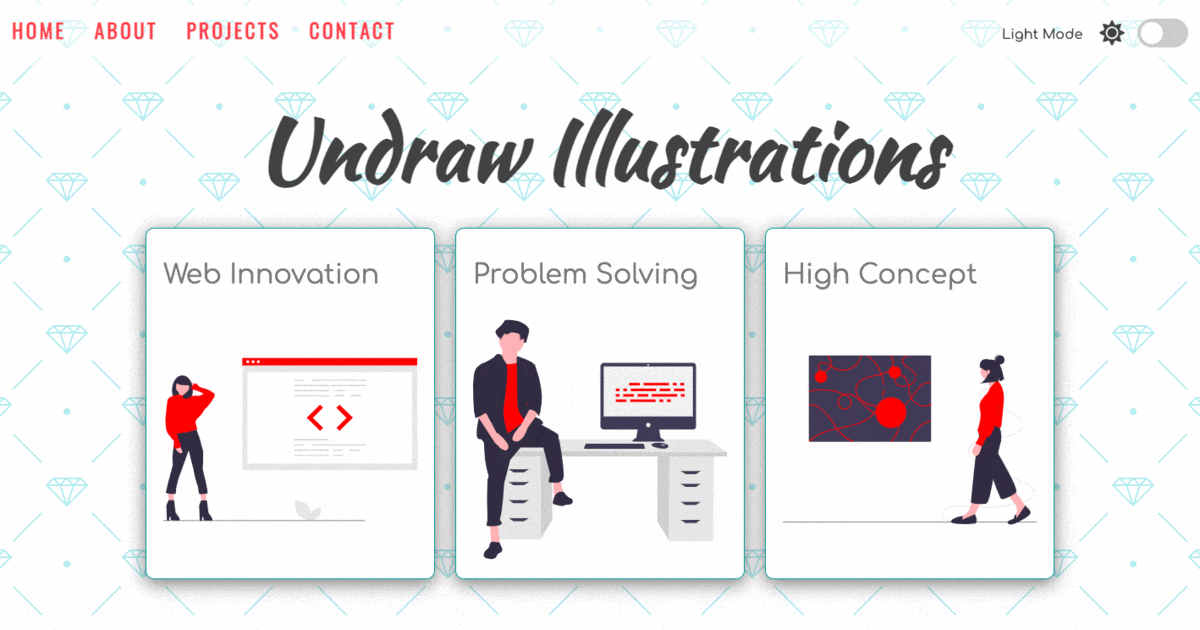 HOME ABOUT PROJECTS CONTACT Light Mode
Undraw Illustrations
Web Innovation
Problem Solving
High Concept